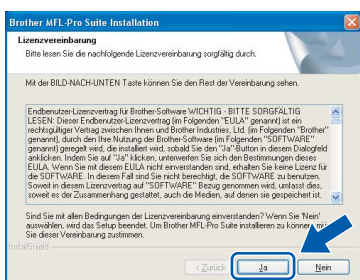 Brother MFL-Pro Suite Installation
Lizenzvereinbarung
Bitte lesen Sie die nachfolgende Lizenzvereinbarung sorgfältig durch.
Mit der BILD-NACH-UNTEN Taste können Sie den Rest der Vereinbarung sehen.
Endbenutzer-Lizenzvertrag für Brother-Software WICHTIG - BITTE SORGFÄLTIG
LESEN: Dieser Endbenutzer-Lizenzvertrag (im Folgenden "EULA" genannt) ist ein
rechtsgültiger Vertrag zwischen Ihnen und Brother Industries, Ltd. (im Folgenden "Brother"
genannt), durch den Ihre Nutzung der Brother-Software (im Folgenden "SOFTWARE"
genannt) geregelt wird, die installiert wird, sobald Sie den "Ja"-Button in diesem Dialogfeld
anklicken. Indem Sie auf "Ja" klicken, unterwerfen Sie sich den Bestimmungen dieses
EULA. Wenn Sie mit diesem EULA nicht einverstanden sind, erhalten Sie keine Lizenz für
die SOFTWARE. In diesem Fall sind Sie nicht berechtigt, die SOFTWARE zu benutzen.
Soweit in diesem Lizenzvertrag auf "SOFTWARE" Bezug genommen wird, umfasst dies,
soweit es der Zusammenhang gestattet, auch die Medien, auf denen sie gespeichert ist.
Sind Sie mit allen Bedingungen der Lizenzvereinbarung einverstanden? Wenn Sie 'Nein'
auswählen, wird das Setup beendet. Um Brother MFL-Pro Suite installieren zu können,
Sie dieser Vereinbarung zustimmen.
InstallShield
< Zurück
Ja
Nein